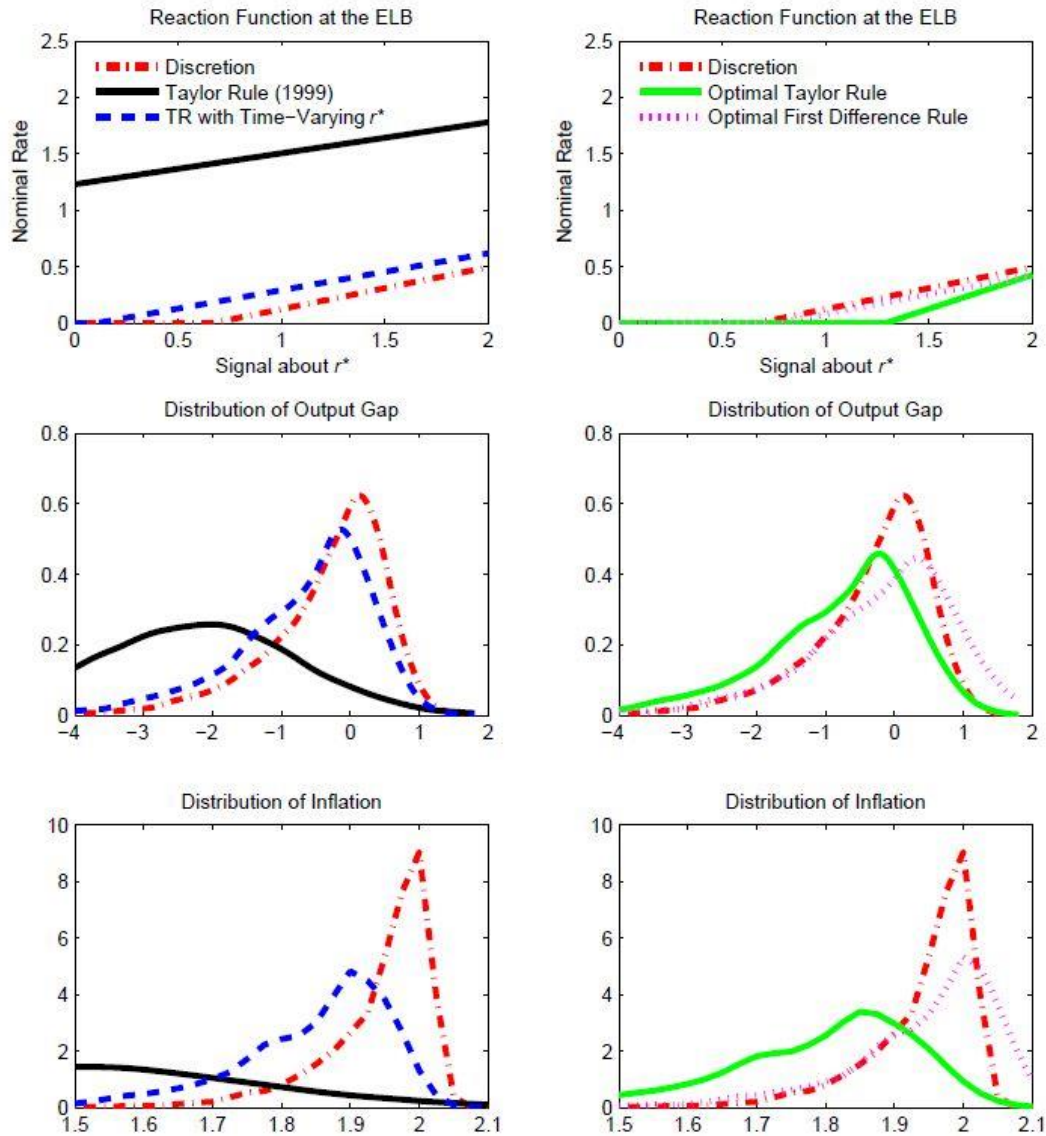 Reaction Function at the ELB
2.5
2
1.5
1
0.5
0
Nominal Rate
Discretion
Taylor Rule (1999)
TR with Time−Varying r*
0 0.5 1 1.5 2
Signal about r*
Reaction Function at the ELB
2.5
2
1.5
1
0.5
0
Nominal Rate
Discretion
Optimal Taylor Rule
Optimal First Difference Rule
0 0.5 1 1.5 2
Signal about r*
Distribution of Output Gap
0.8
0.6
0.4
0.2
0
−4 −3 −2 −1 0 1 2
Distribution of Output Gap
0.8
0.6
0.4
0.2
0
−4 −3 −2 −1 0 1 2
Distribution of Inflation
10
8
6
4
2
0
1.5 1.6 1.7 1.8 1.9 2 2.1
Distribution of Inflation
10
8
6
4
2
0
1.5 1.6 1.7 1.8 1.9 2 2.1